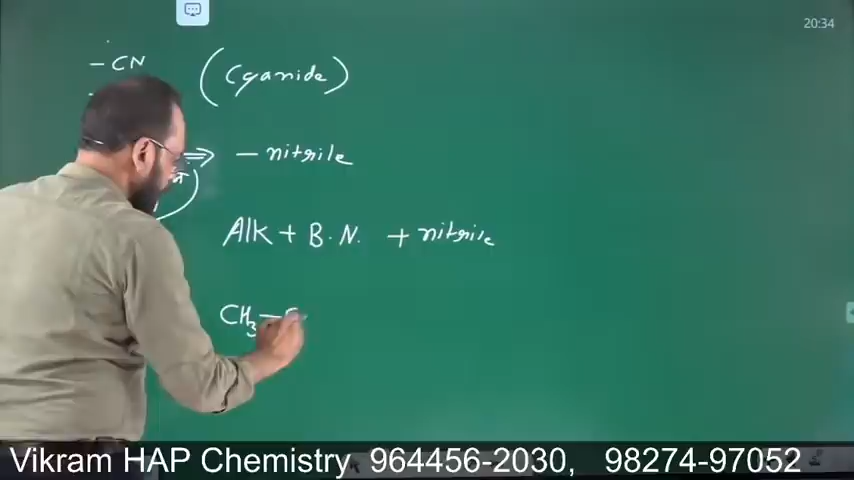 20:34
– CN (Cyanide)
⇒ – nitrile
Alk + B.N. + nitrile
CH3 –
Vikram HAP Chemistry 964456-2030, 98274-97052